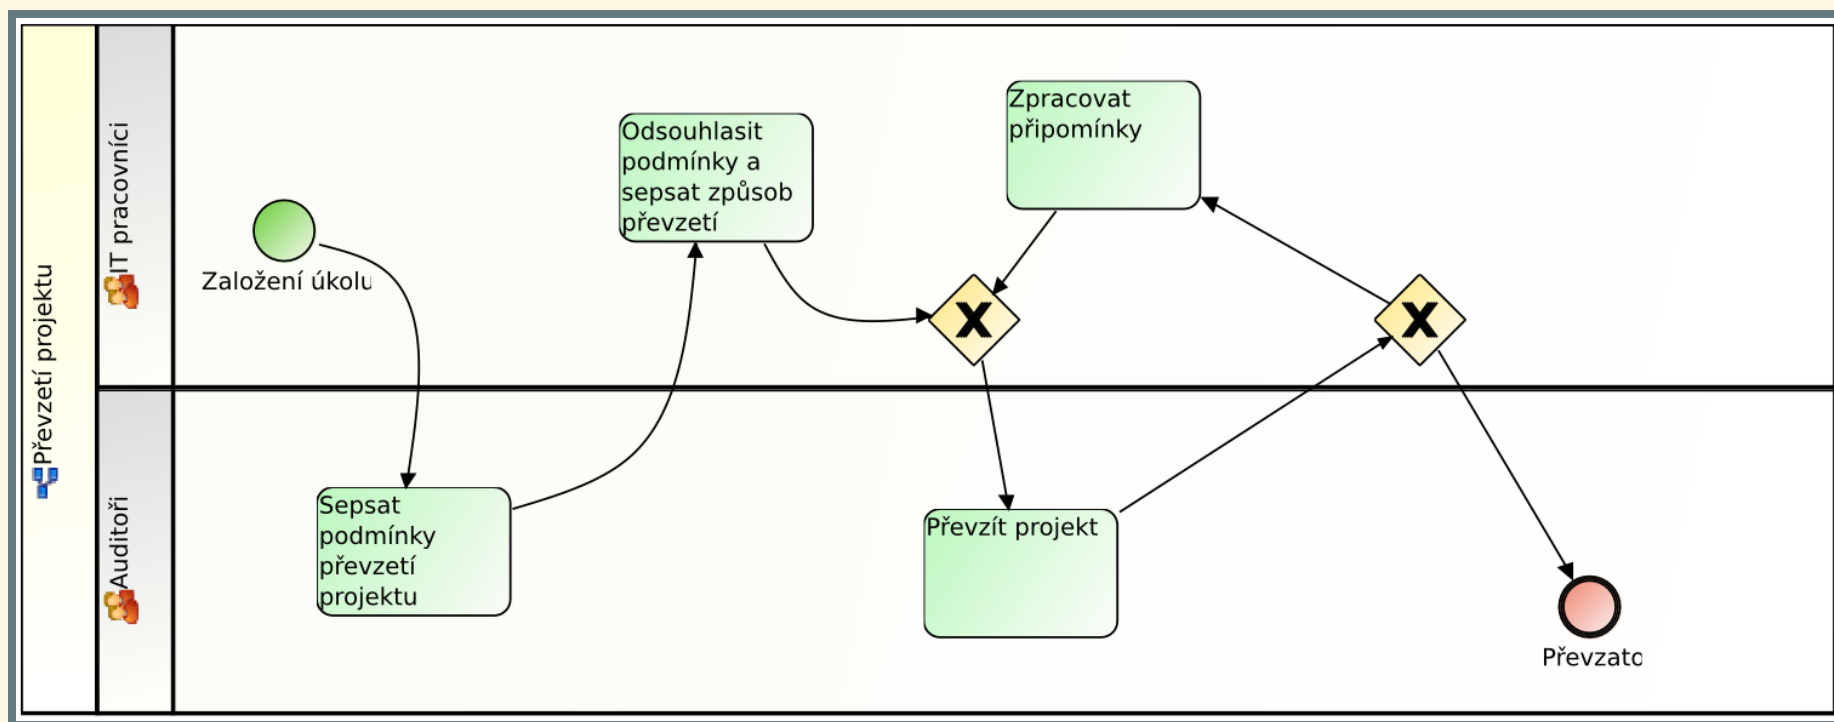 Převzetí projektu
IT pracovníci
Auditoři
Založení úkolu
Sepsat
podmínky
převzetí
projektu
Odsouhlasit
podmínky a
sepsat způsob
převzetí
Zpracovat
připomínky
X
X
Převzít projekt
Převzato